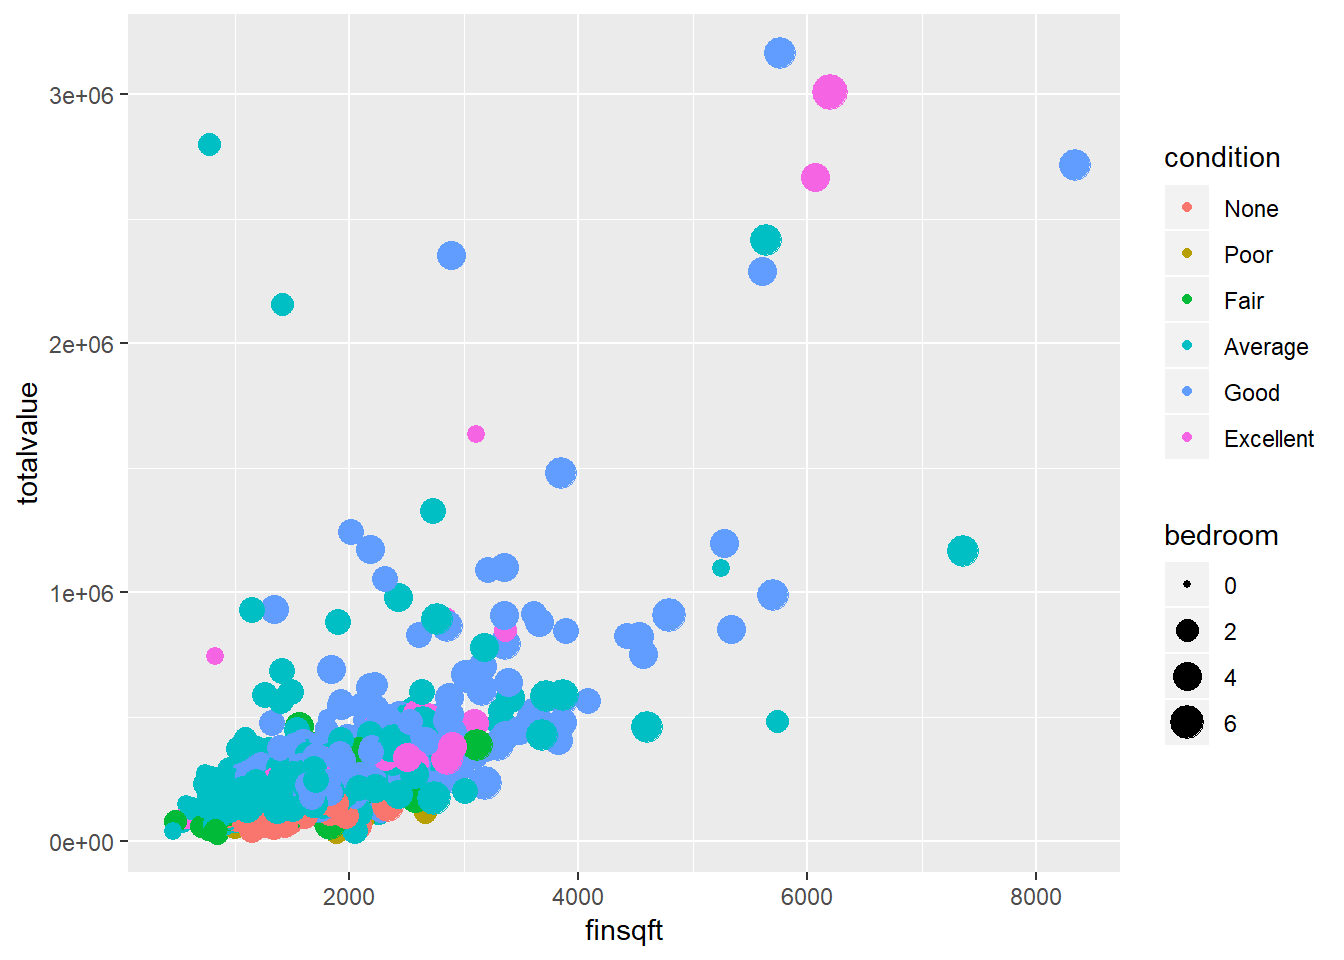 3e+06
2e+06
1e+06
0e+00
totalvalue
2000
4000
6000
8000
finsqft
condition
None
Poor
Fair
Average
Good
Excellent
bedroom
0
2
4
6